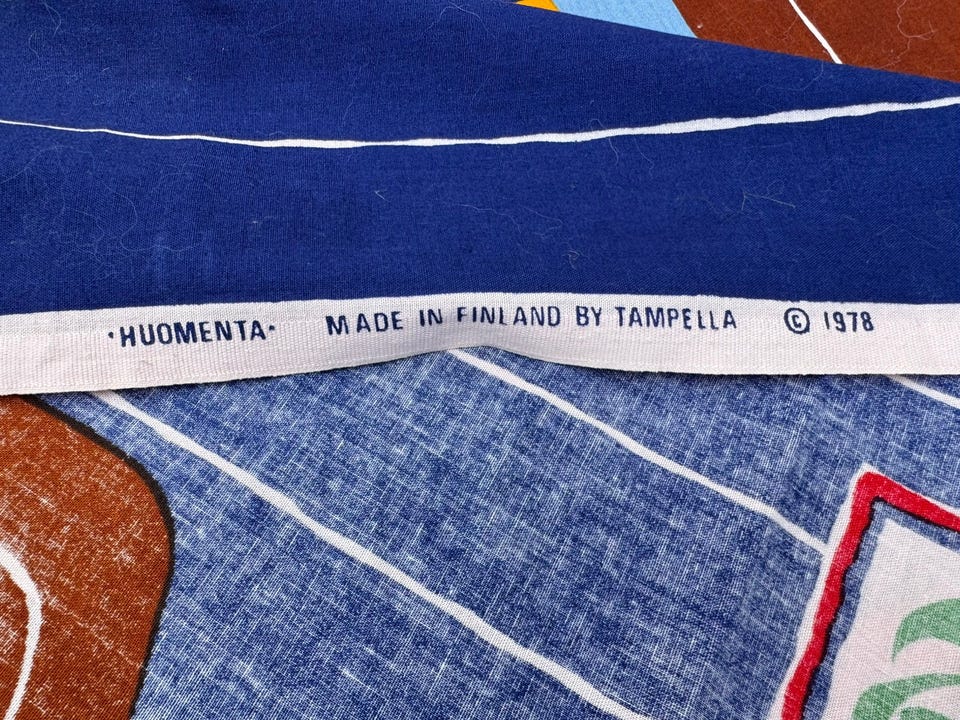 ·HUOMENTA· MADE IN FINLAND BY TAMPELLA © 1978